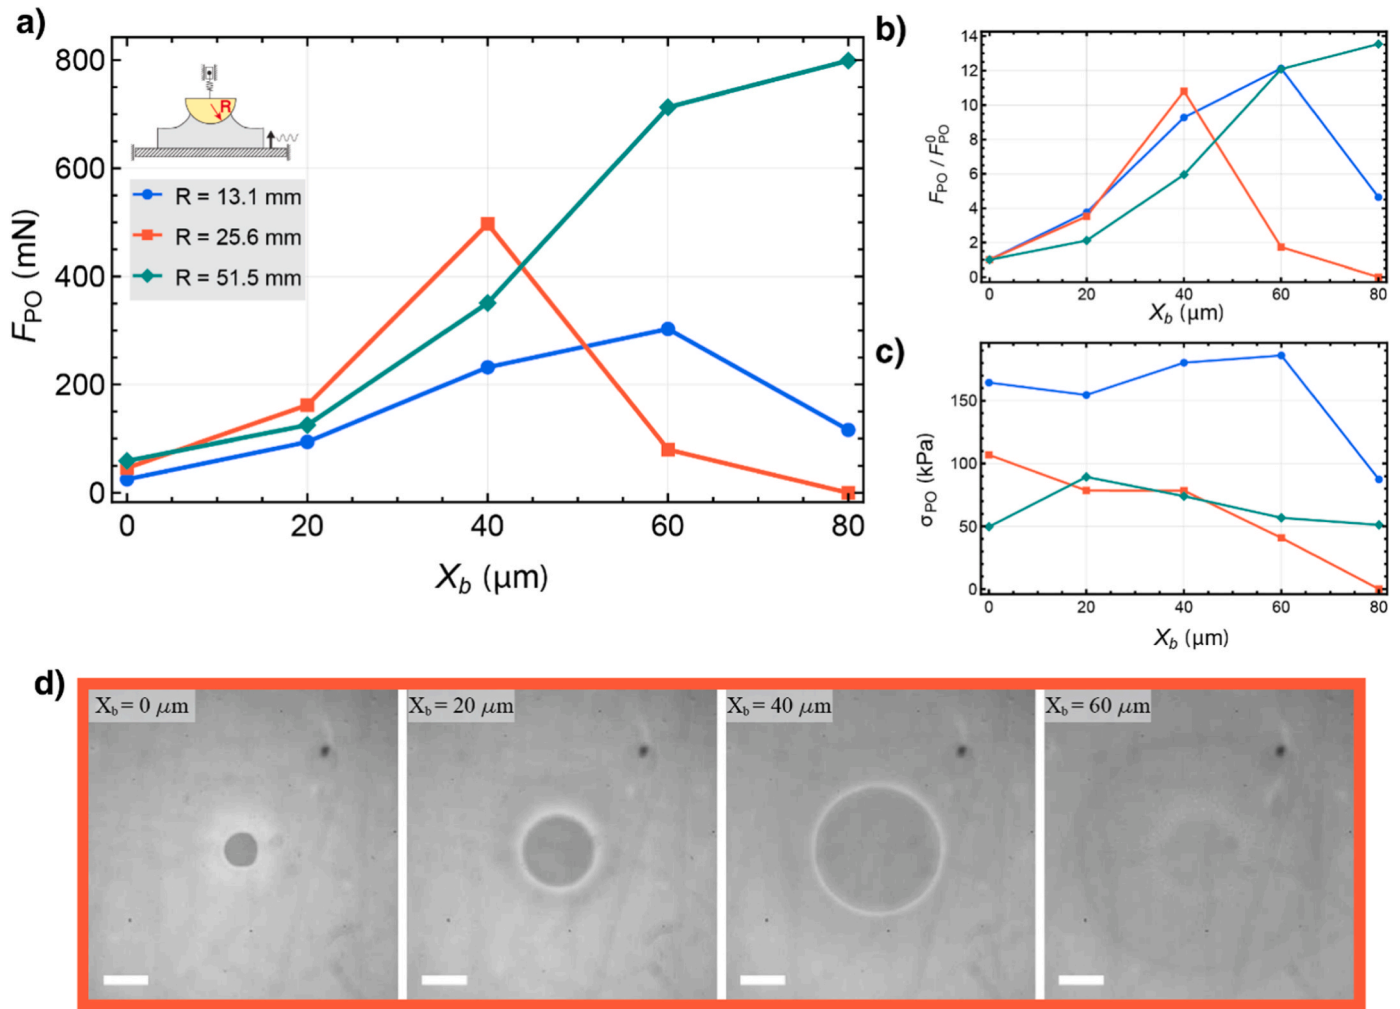 a)
800
600
400
200
0
F_PO (mN)
R
R = 13.1 mm
R = 25.6 mm
R = 51.5 mm
0 20 40 60 80
X_b (µm)
b)
14
12
10
8
6
4
2
0
F_PO / F^0_PO
0 20 40 60 80
X_b (µm)
c)
150
100
50
0
σ_PO (kPa)
0 20 40 60 80
X_b (µm)
d)
X_b = 0 µm
X_b = 20 µm
X_b = 40 µm
X_b = 60 µm